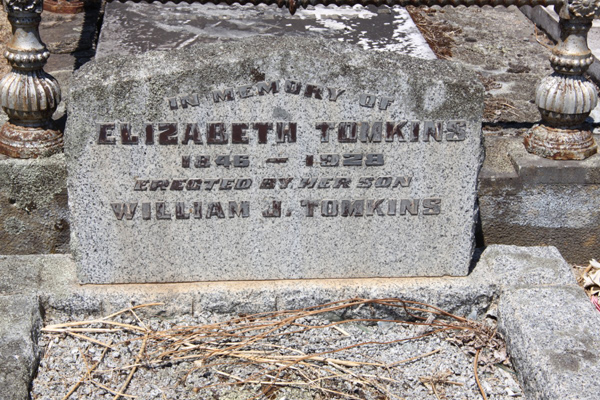 IN MEMORY OF
ELIZABETH TOMKINS
1846 — 1928
ERECTED BY HER SON
WILLIAM J. TOMKINS